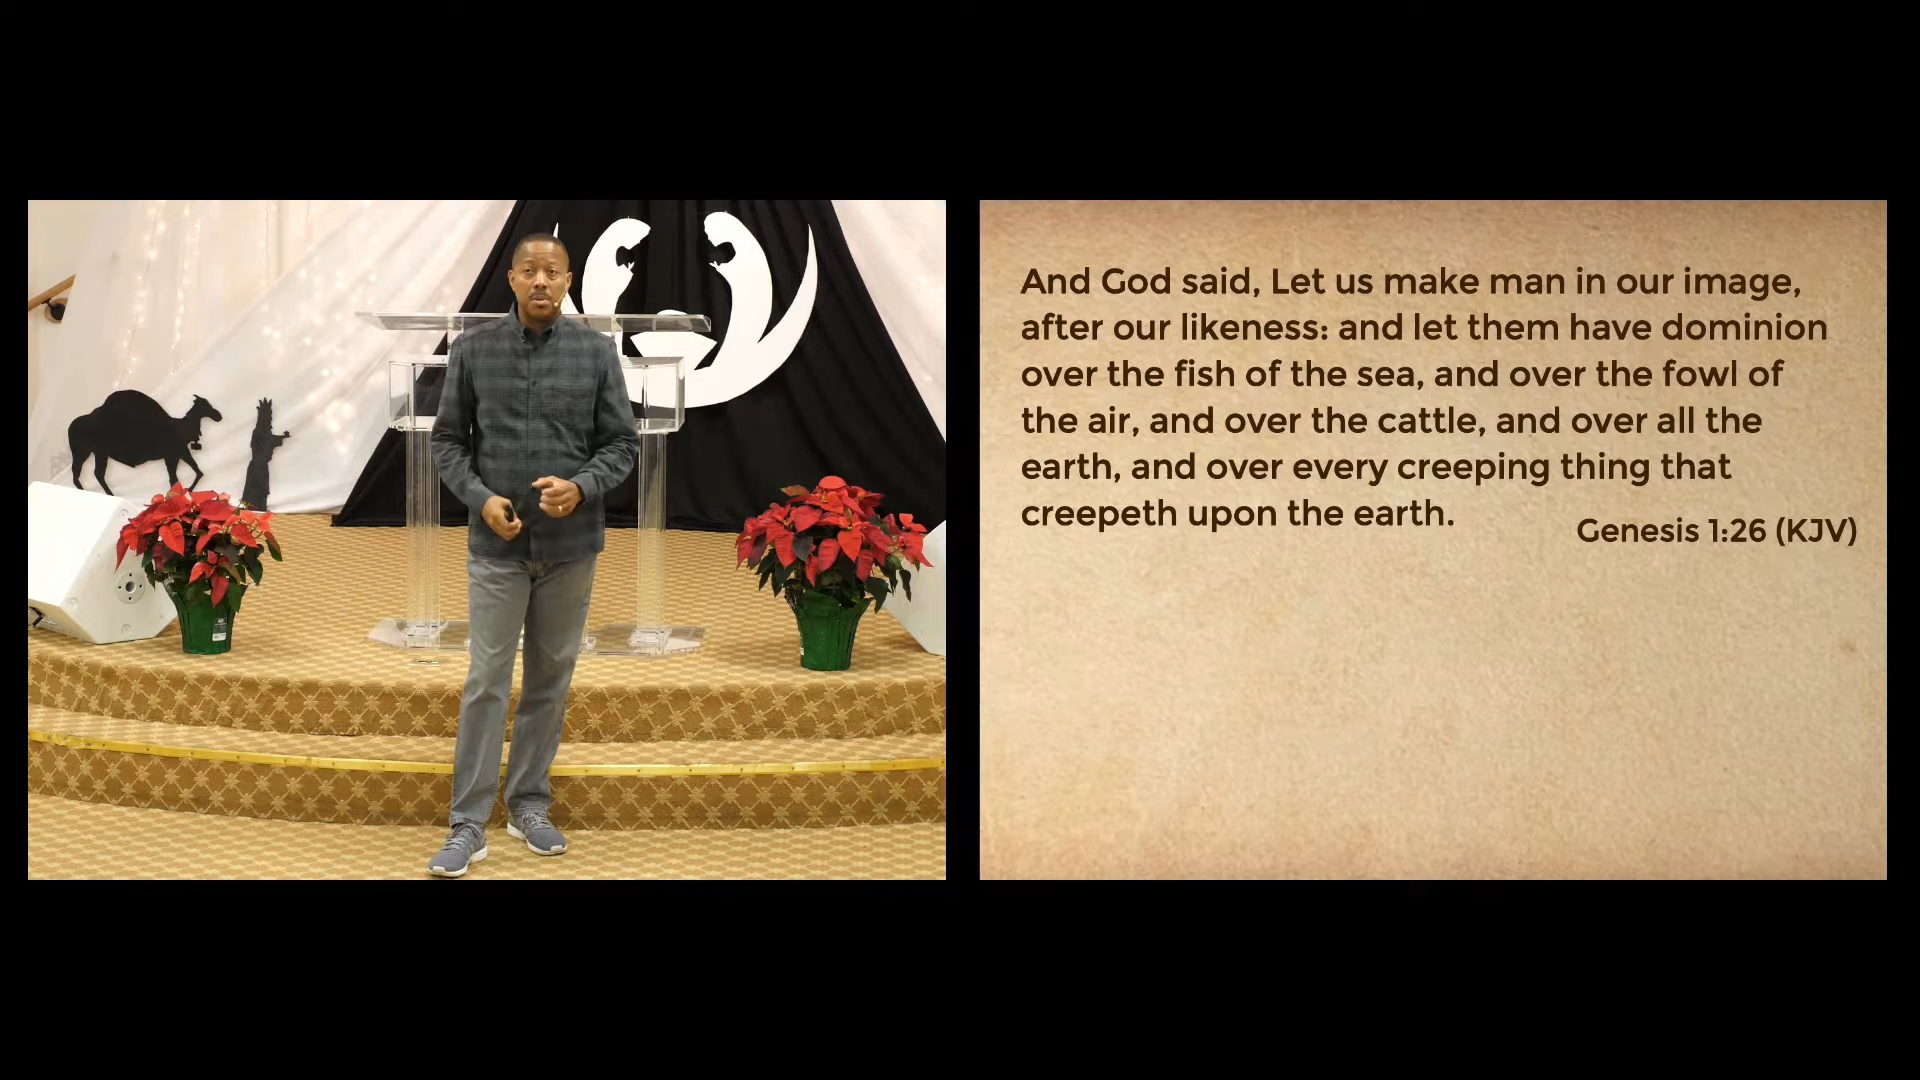 And God said, Let us make man in our image,
after our likeness: and let them have dominion
over the fish of the sea, and over the fowl of
the air, and over the cattle, and over all the
earth, and over every creeping thing that
creepeth upon the earth.
Genesis 1:26 (KJV)